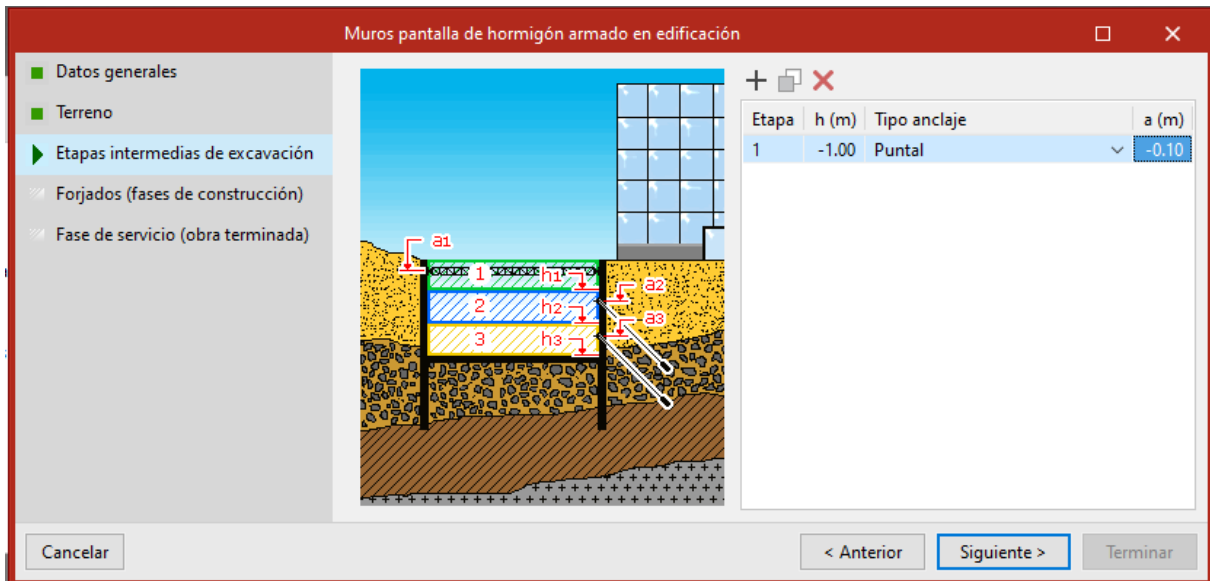 Muros pantalla de hormigón armado en edificación
Datos generales
Terreno
Etapas intermedias de excavación
Forjados (fases de construcción)
Fase de servicio (obra terminada)
a1
1 h1
a2
2 h2
a3
3 h3
Etapa h (m) Tipo anclaje a (m)
1 -1.00 Puntal -0.10
Cancelar
< Anterior Siguiente > Terminar